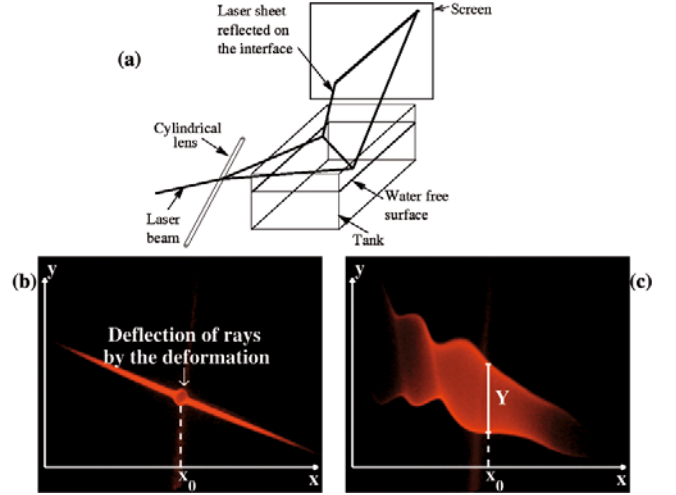 Laser sheet
reflected on
the interface
Screen
(a)
Cylindrical
lens
Water free
surface
Laser
beam
Tank
(b)
y
Deflection of rays
by the deformation
x0
x
(c)
y
Y
x0
x